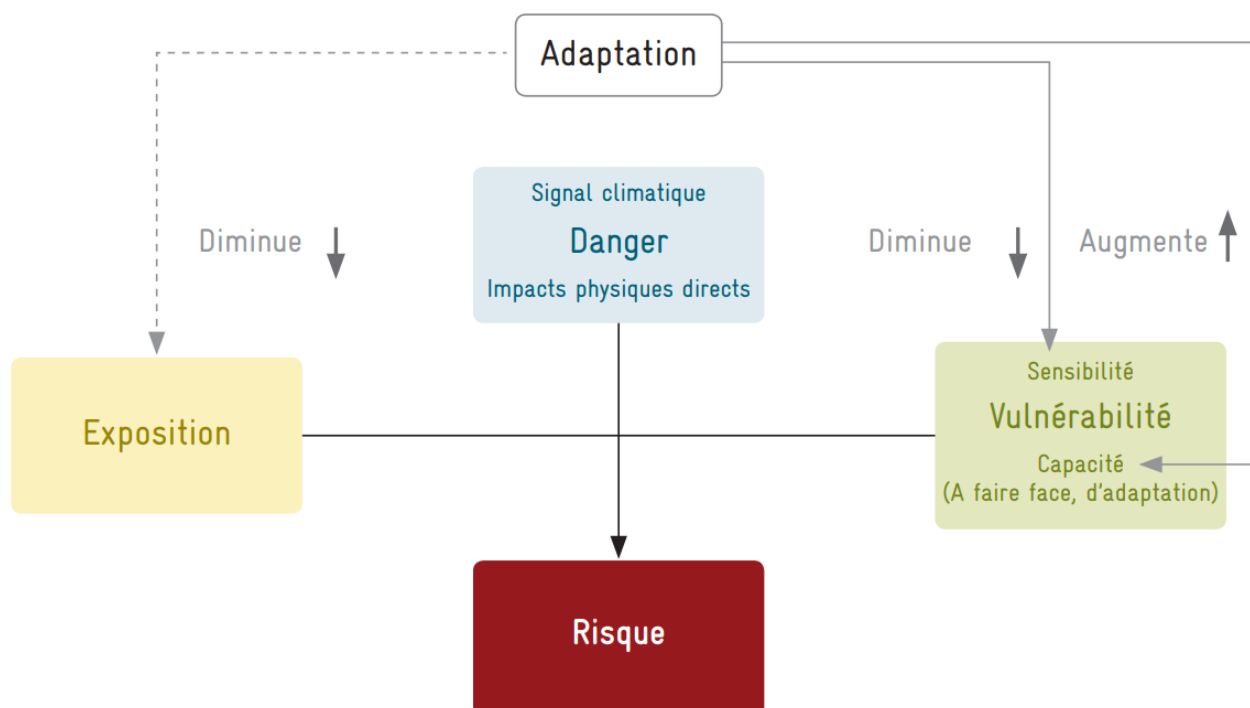 Adaptation
Signal climatique
Danger
Impacts physiques directs
Diminue
Diminue
Augmente
Exposition
Sensibilité
Vulnérabilité
Capacité
(A faire face, d'adaptation)
Risque